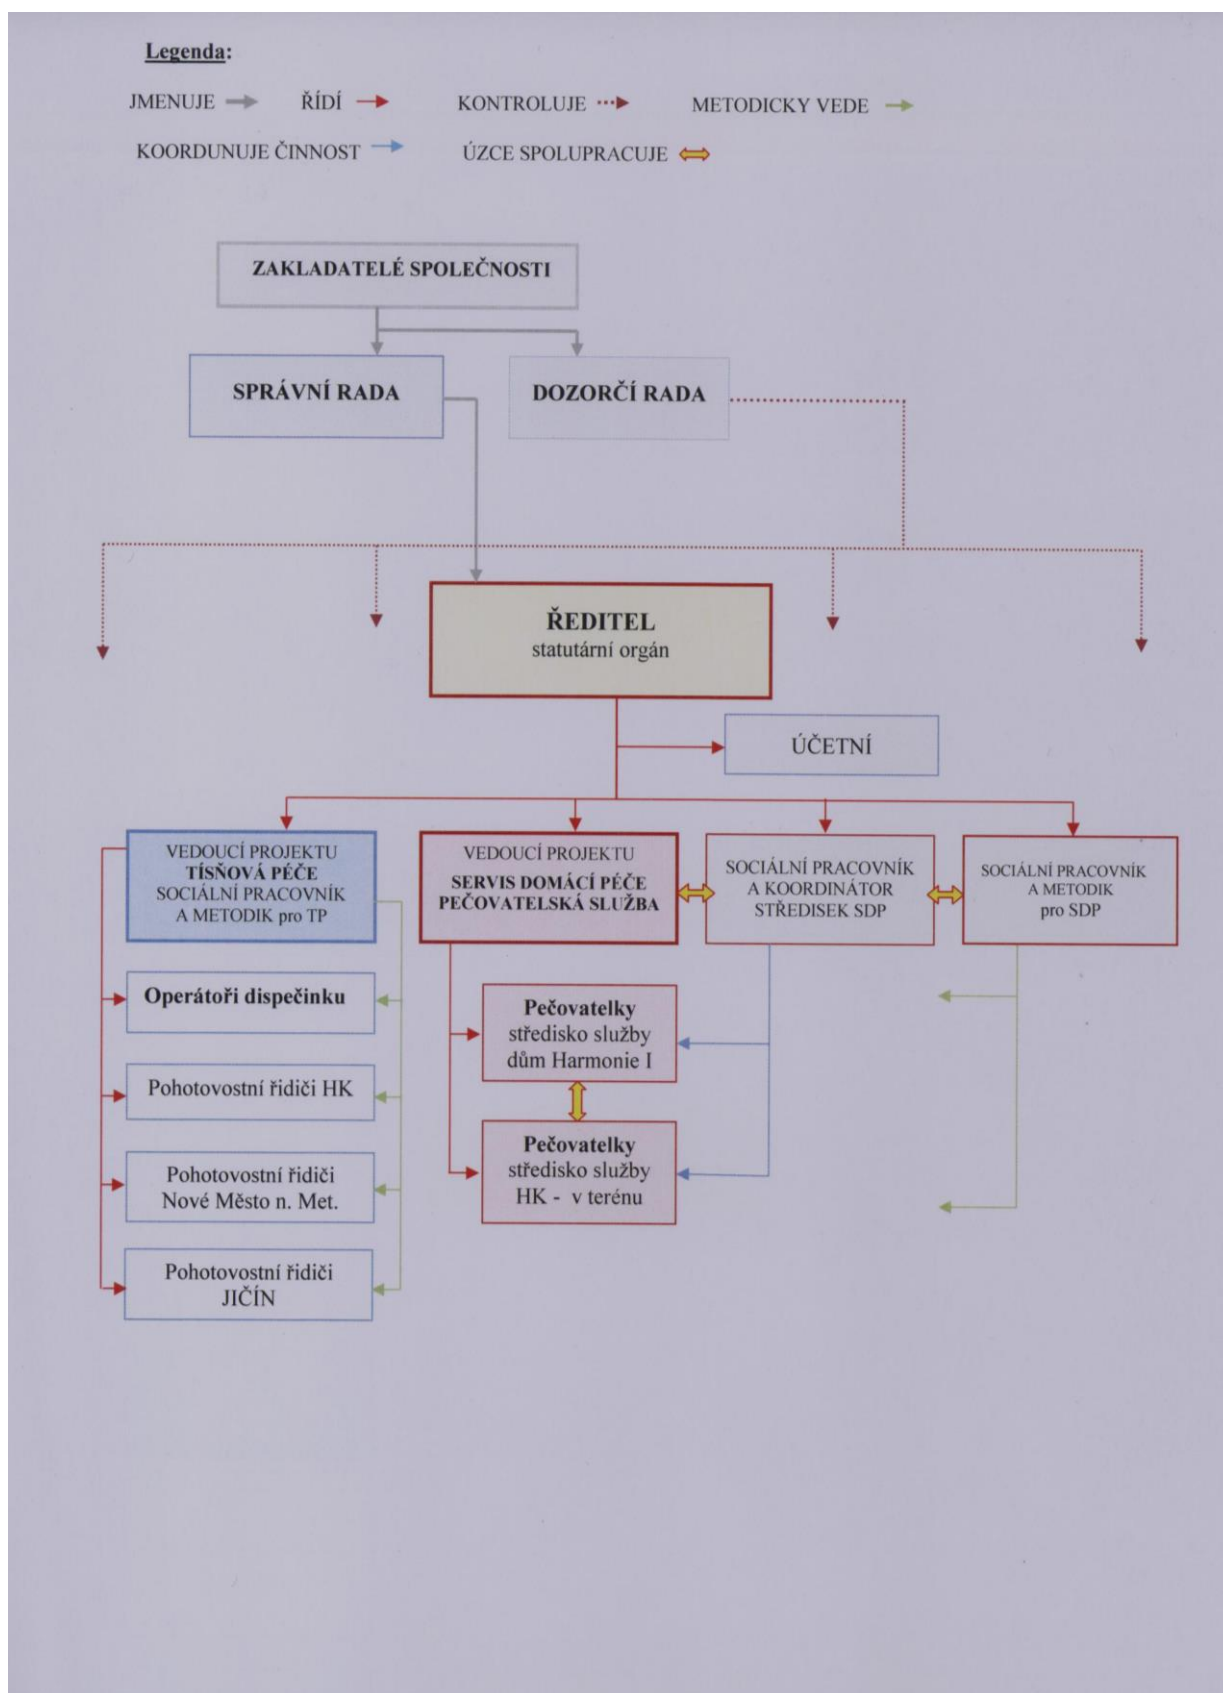 Legenda:
JMENUJE ŘÍDÍ KONTROLUJE METODICKY VEDE
KOORDUNUJE ČINNOST ÚZCE SPOLUPRACUJE
ZAKLADATELÉ SPOLEČNOSTI
SPRÁVNÍ RADA
DOZORČÍ RADA
ŘEDITEL
statutární orgán
ÚČETNÍ
VEDOUCÍ PROJEKTU
TÍSŇOVÁ PÉČE
SOCIÁLNÍ PRACOVNÍK
A METODIK pro TP
VEDOUCÍ PROJEKTU
SERVIS DOMÁCÍ PÉČE
PEČOVATELSKÁ SLUŽBA
SOCIÁLNÍ PRACOVNÍK
A KOORDINÁTOR
STŘEDISEK SDP
SOCIÁLNÍ PRACOVNÍK
A METODIK
pro SDP
Operátoři dispečinku
Pohotovostní řidiči HK
Pohotovostní řidiči
Nové Město n. Met.
Pohotovostní řidiči
JIČÍN
Pečovatelky
středisko služby
dům Harmonie I
Pečovatelky
středisko služby
HK - v terénu